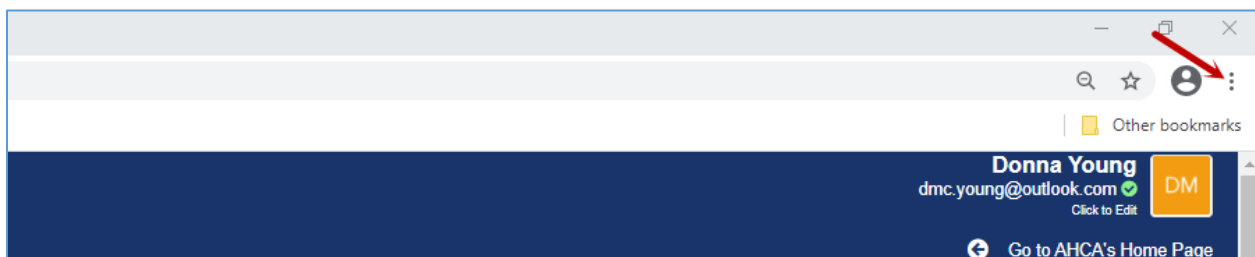 Other bookmarks
Donna Young
dmc.young@outlook.com
DM
Click to Edit
Go to AHCA's Home Page